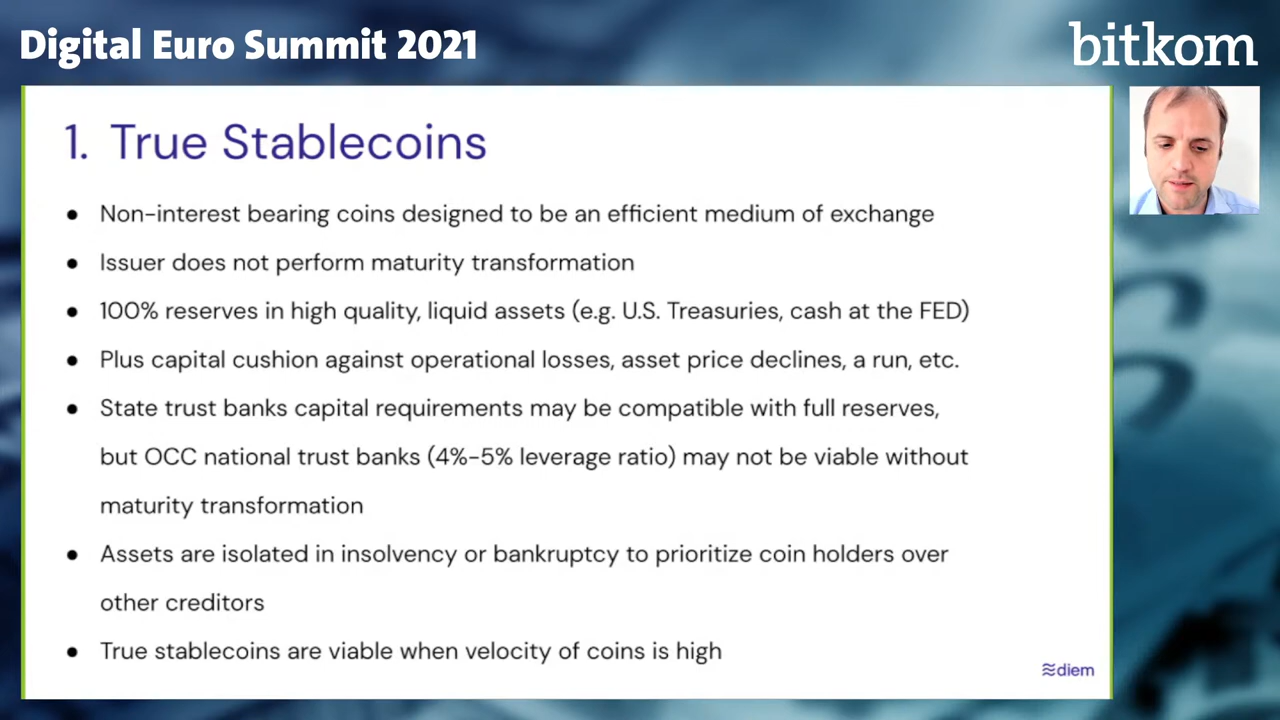 Digital Euro Summit 2021
bitkom
1. True Stablecoins
● Non-interest bearing coins designed to be an efficient medium of exchange
● Issuer does not perform maturity transformation
● 100% reserves in high quality, liquid assets (e.g. U.S. Treasuries, cash at the FED)
● Plus capital cushion against operational losses, asset price declines, a run, etc.
● State trust banks capital requirements may be compatible with full reserves,
but OCC national trust banks (4%-5% leverage ratio) may not be viable without
maturity transformation
● Assets are isolated in insolvency or bankruptcy to prioritize coin holders over
other creditors
● True stablecoins are viable when velocity of coins is high
diem